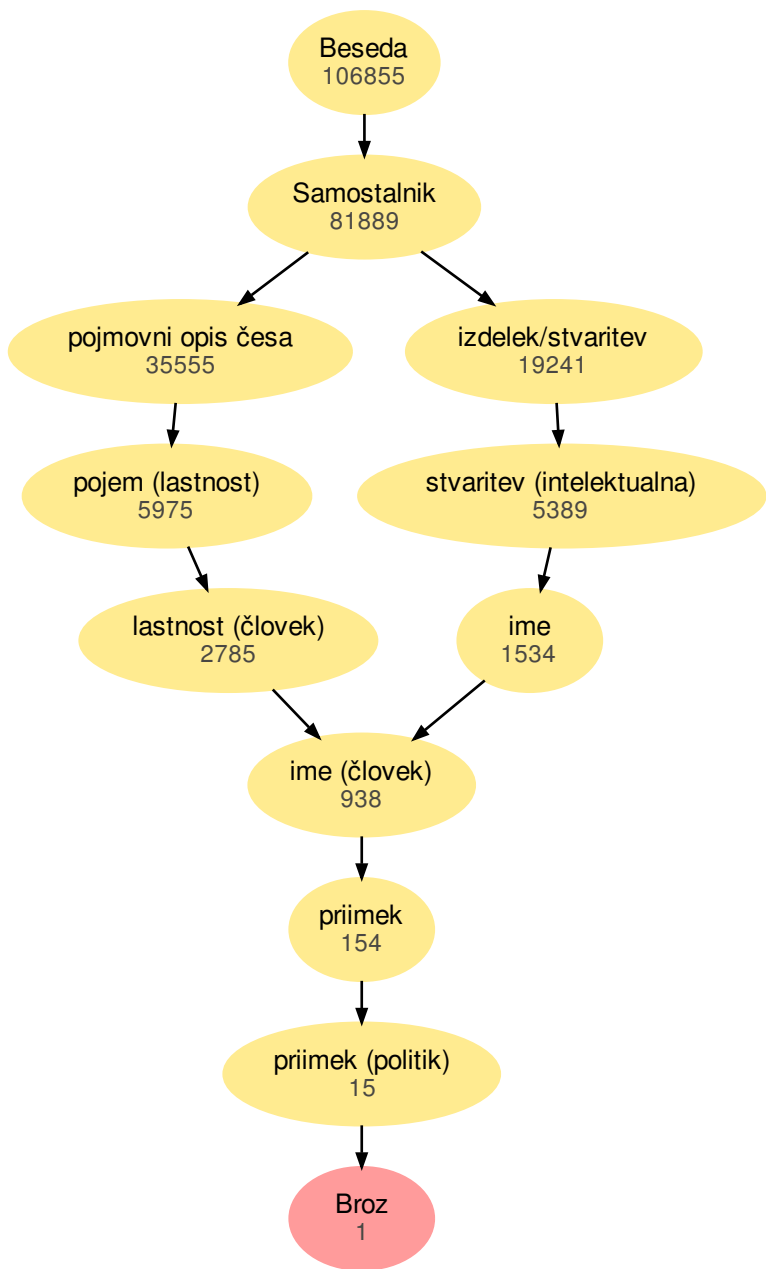 Beseda
106855
Samostalnik
81889
pojmovni opis česa
35555
izdelek/stvaritev
19241
pojem (lastnost)
5975
stvaritev (intelektualna)
5389
lastnost (človek)
2785
ime
1534
ime (človek)
938
priimek
154
priimek (politik)
15
Broz
1